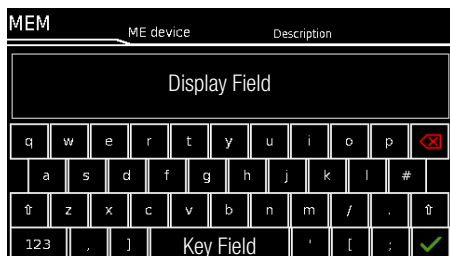 MEM
ME device Description
Display Field
q w e r t y u i o p
a s d f g h j k l #
⇧ z x c v b n m / . ⇧
123 , ] Key Field ' [ ;